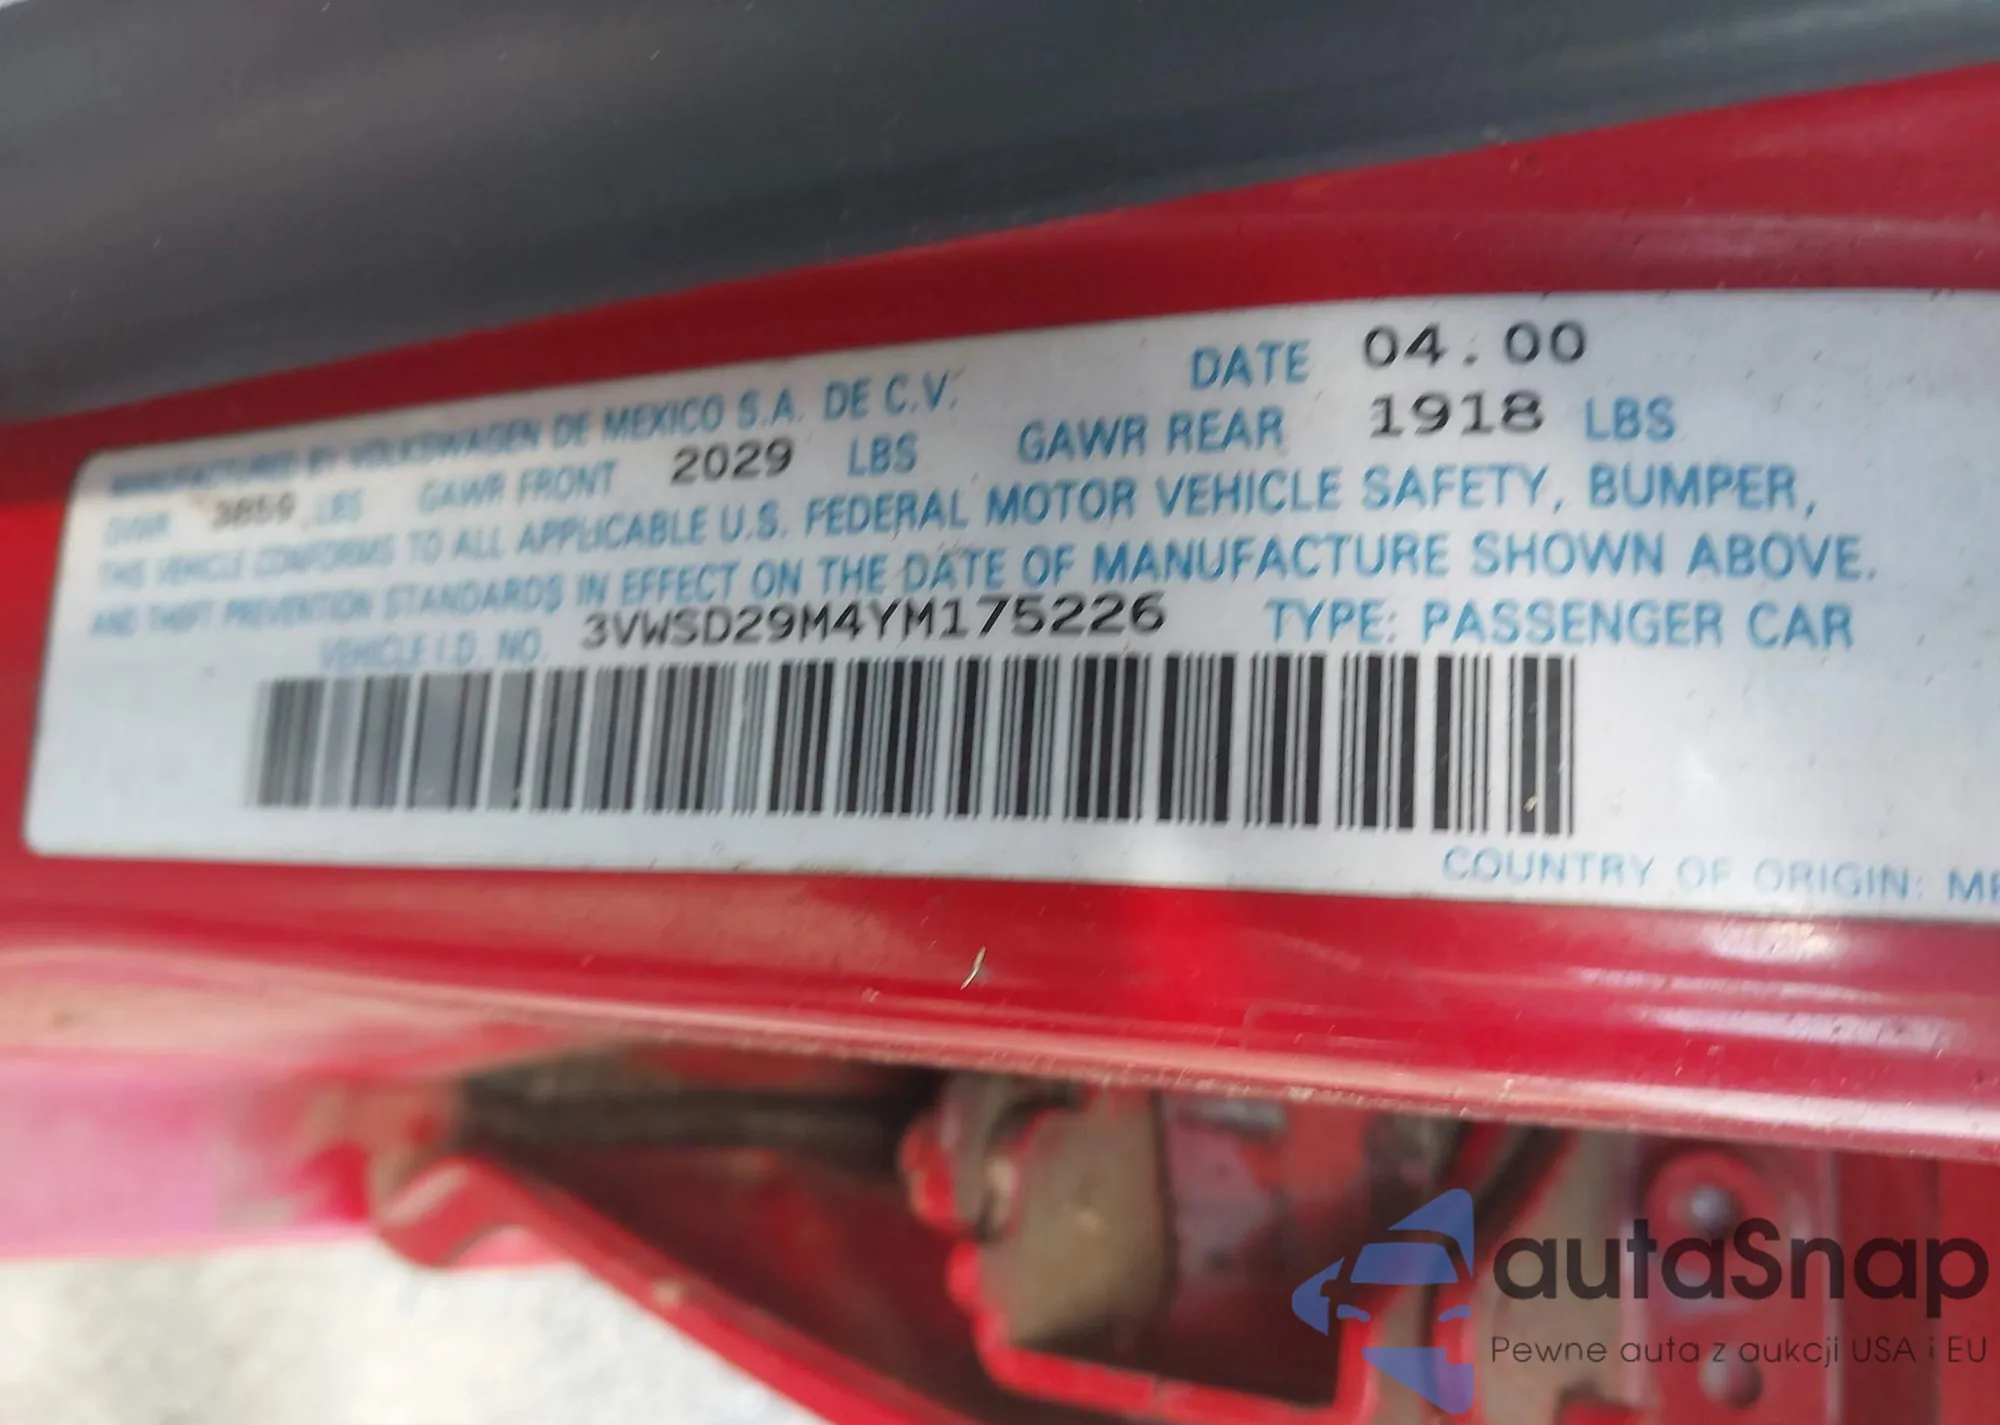 MANUFACTURED BY VOLKSWAGEN DE MEXICO S.A. DE C.V. DATE 04.00
GVWR 3859 LBS GAWR FRONT 2029 LBS GAWR REAR 1918 LBS
THIS VEHICLE CONFORMS TO ALL APPLICABLE U.S. FEDERAL MOTOR VEHICLE SAFETY, BUMPER,
AND THEFT PREVENTION STANDARDS IN EFFECT ON THE DATE OF MANUFACTURE SHOWN ABOVE.
VEHICLE I.D. NO. 3VWSD29M4YM175226 TYPE: PASSENGER CAR
COUNTRY OF ORIGIN: ME
autaSnap
Pewne auta z aukcji USA i EU